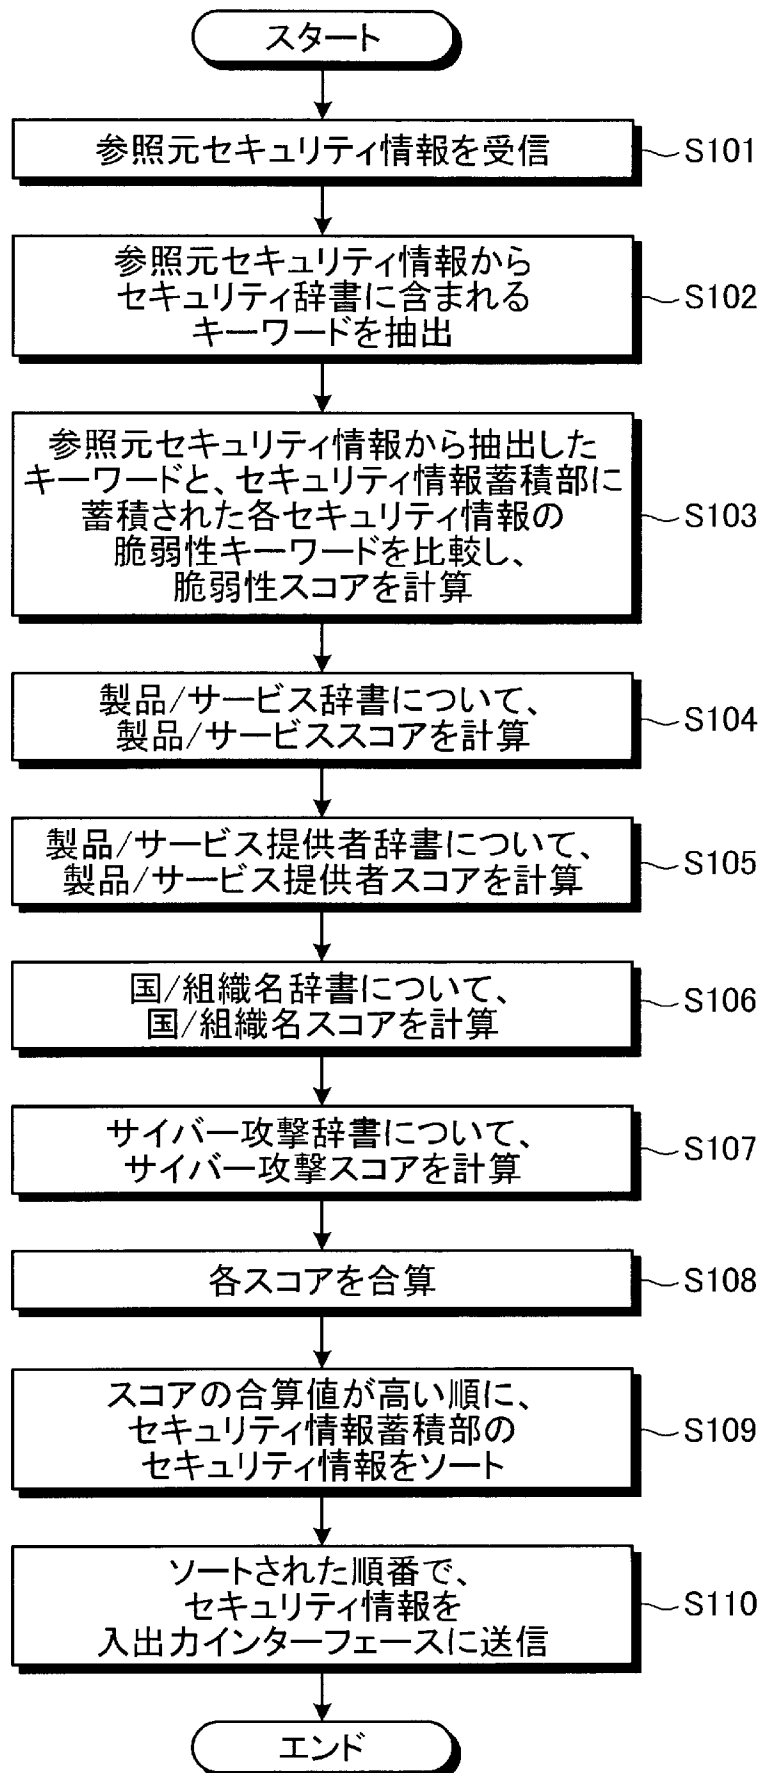 スタート
参照元セキュリティ情報を受信
S101
参照元セキュリティ情報から
セキュリティ辞書に含まれる
キーワードを抽出
S102
参照元セキュリティ情報から抽出した
キーワードと、セキュリティ情報蓄積部に
蓄積された各セキュリティ情報の
脆弱性キーワードを比較し、
脆弱性スコアを計算
S103
製品/サービス辞書について、
製品/サービススコアを計算
S104
製品/サービス提供者辞書について、
製品/サービス提供者スコアを計算
S105
国/組織名辞書について、
国/組織名スコアを計算
S106
サイバー攻撃辞書について、
サイバー攻撃スコアを計算
S107
各スコアを合算
S108
スコアの合算値が高い順に、
セキュリティ情報蓄積部の
セキュリティ情報をソート
S109
ソートされた順番で、
セキュリティ情報を
入出力インターフェースに送信
S110
エンド